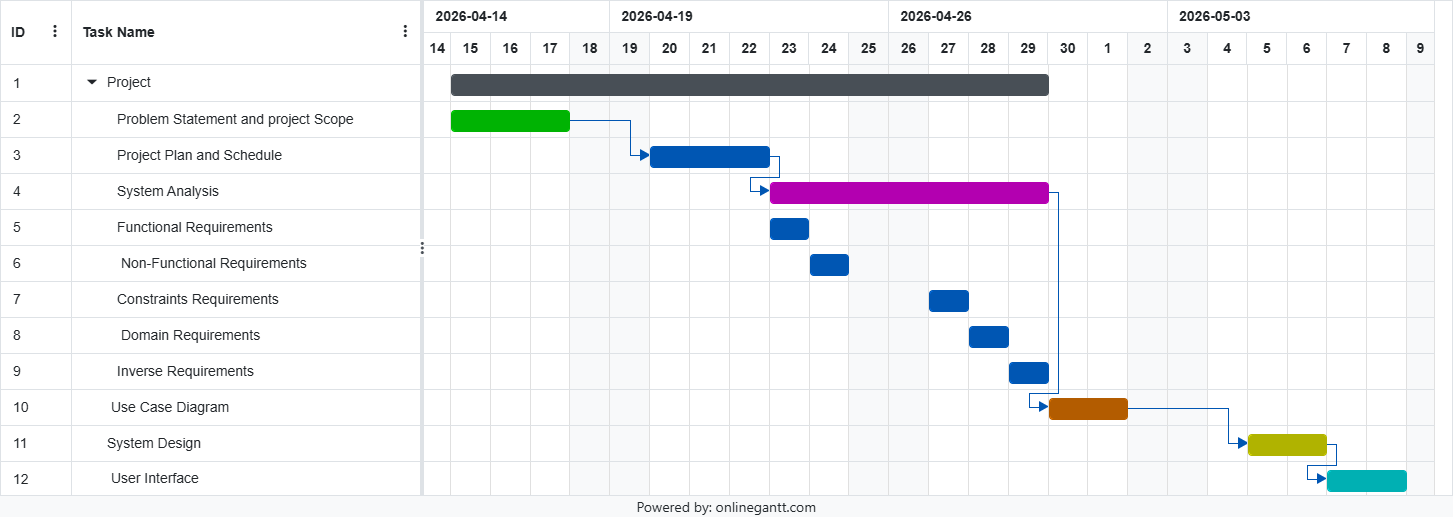 ID Task Name 2026-04-14 2026-04-19 2026-04-26 2026-05-03
14 15 16 17 18 19 20 21 22 23 24 25 26 27 28 29 30 1 2 3 4 5 6 7 8 9
1 Project
2 Problem Statement and project Scope
3 Project Plan and Schedule
4 System Analysis
5 Functional Requirements
6 Non-Functional Requirements
7 Constraints Requirements
8 Domain Requirements
9 Inverse Requirements
10 Use Case Diagram
11 System Design
12 User Interface
Powered by: onlinegantt.com